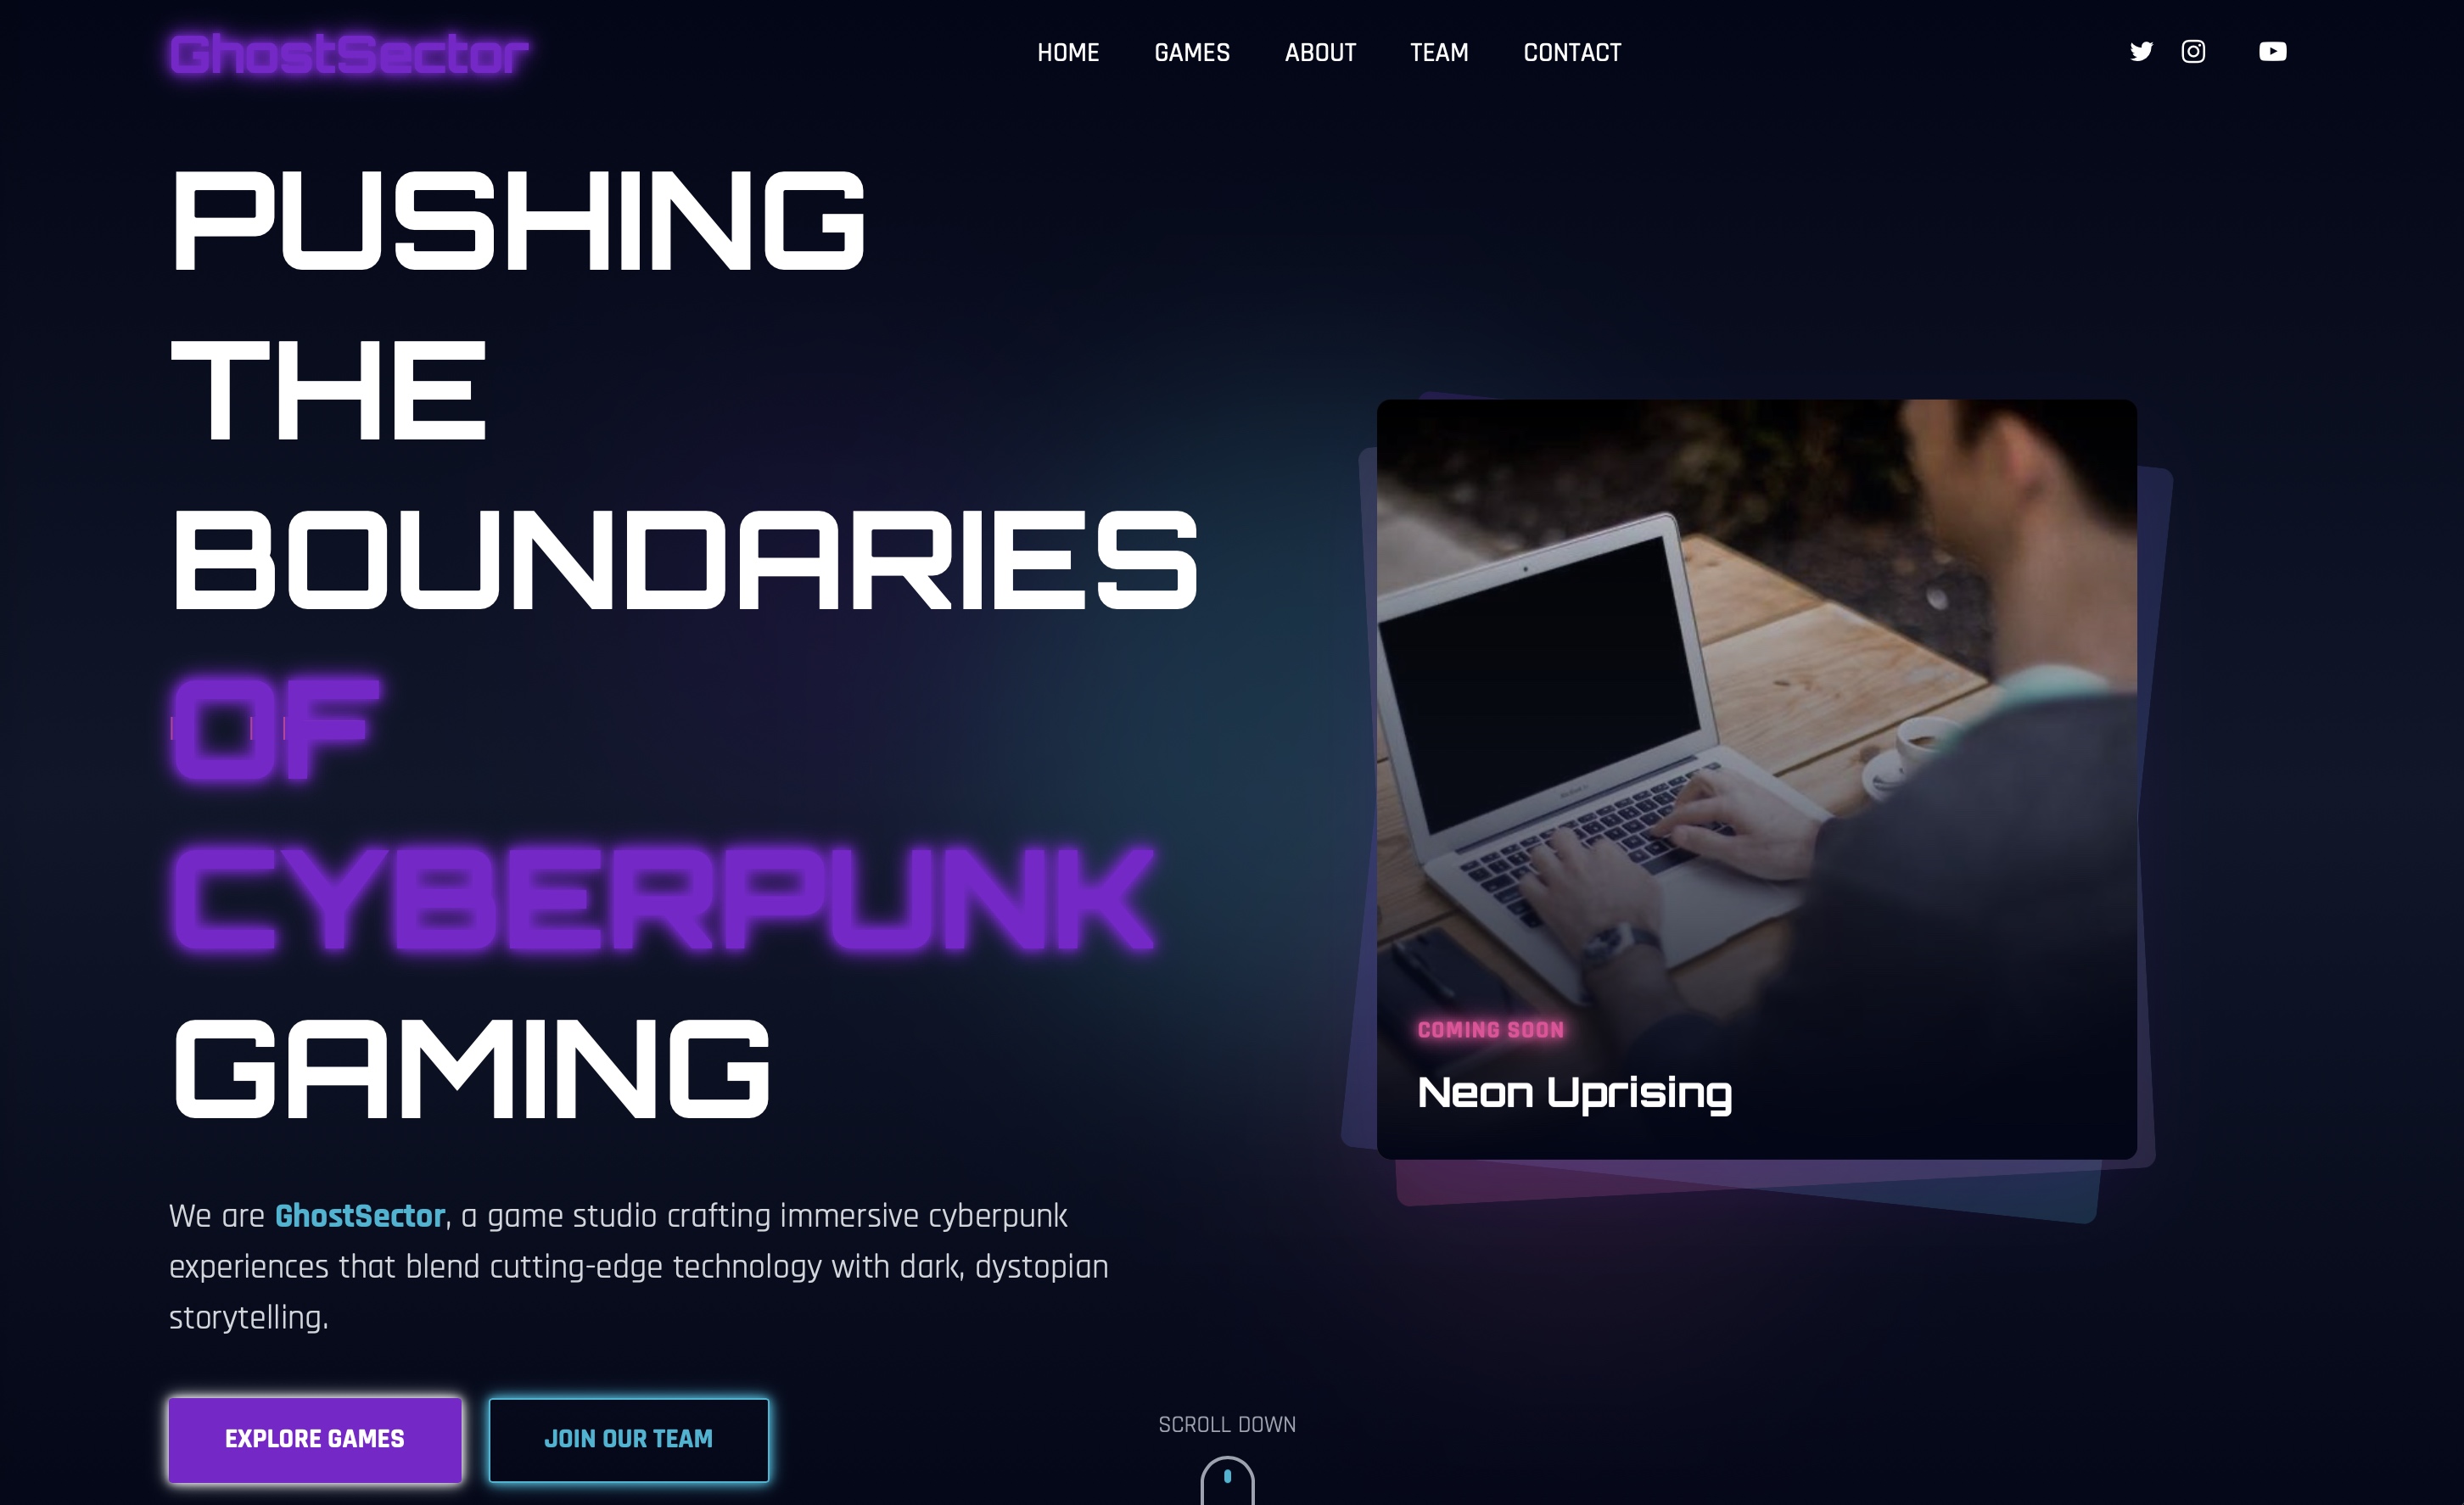 GhostSector
HOME GAMES ABOUT TEAM CONTACT
PUSHING
THE
BOUNDARIES
OF
CYBERPUNK
GAMING
COMING SOON
Neon Uprising
We are GhostSector, a game studio crafting immersive cyberpunk
experiences that blend cutting-edge technology with dark, dystopian
storytelling.
EXPLORE GAMES JOIN OUR TEAM
SCROLL DOWN